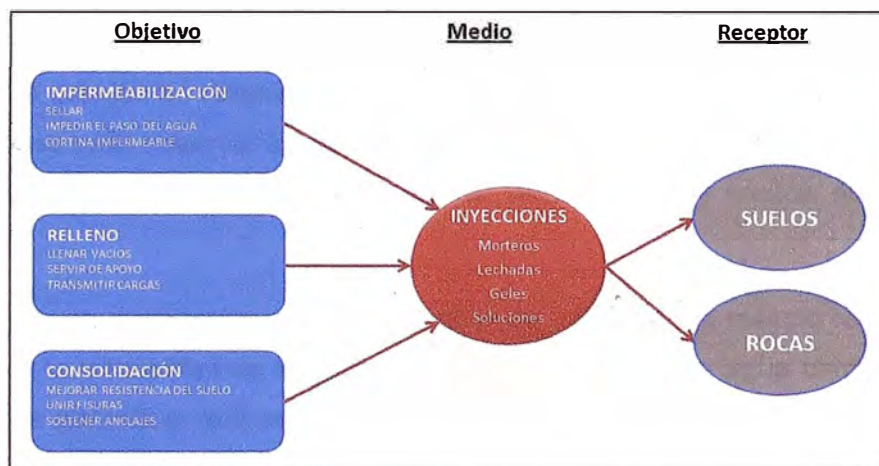 Objetivo
Medio
Receptor
IMPERMEABILIZACIÓN
SELLAR
IMPEDIR EL PASO DEL AGUA
CORTINA IMPERMEABLE
RELLENO
LLENAR VACIOS
SERVIR DE APOYO
TRANSMITIR CARGAS
CONSOLIDACIÓN
MEJORAR RESISTENCIA DEL SUELO
UNIR FISURAS
SOSTENER ANCLAJES
INYECCIONES
Morteros
Lechadas
Geles
Soluciones
SUELOS
ROCAS